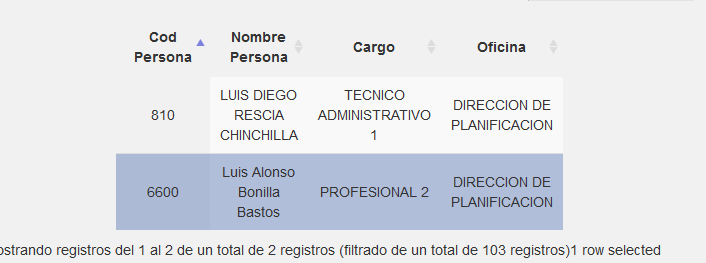 Cod Persona Nombre Persona Cargo Oficina
810 LUIS DIEGO RESCIA CHINCHILLA TECNICO ADMINISTRATIVO 1 DIRECCION DE PLANIFICACION
6600 Luis Alonso Bonilla Bastos PROFESIONAL 2 DIRECCION DE PLANIFICACION
ostrando registros del 1 al 2 de un total de 2 registros (filtrado de un total de 103 registros)1 row selected